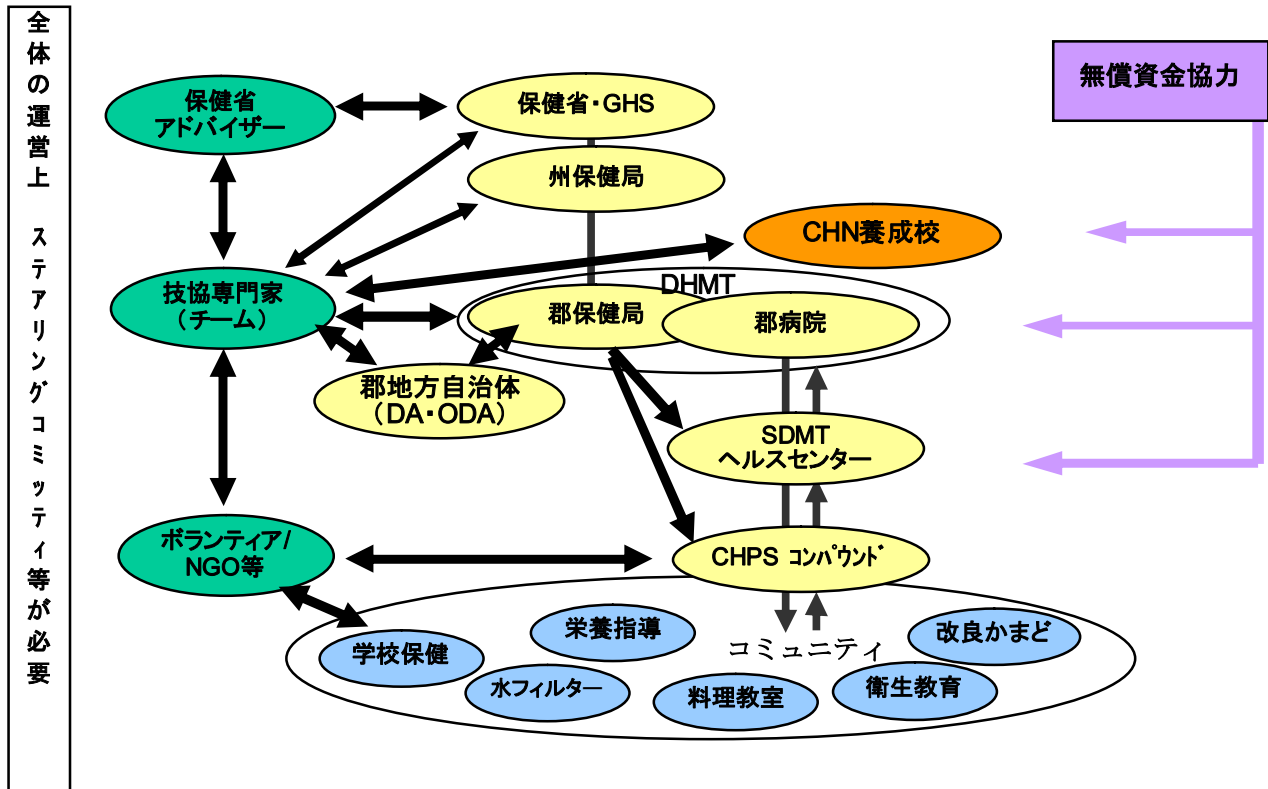 全体の運営上 ステアリングコミッティ等が必要
無償資金協力
保健省
アドバイザー
保健省・GHS
州保健局
CHN養成校
DHMT
技協専門家
（チーム）
郡保健局
郡病院
郡地方自治体
（DA・ODA）
SDMT
ヘルスセンター
ボランティア/
NGO等
CHPS コンパウンド
栄養指導
改良かまど
学校保健
コミュニティ
水フィルター
料理教室
衛生教育